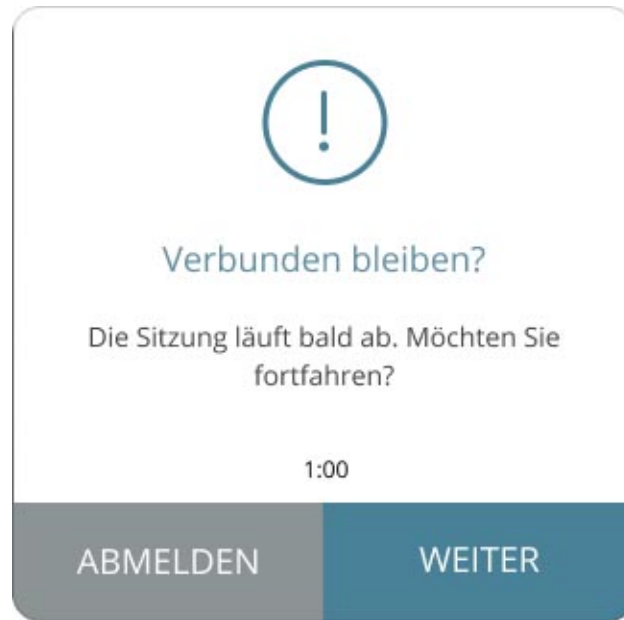 Verbunden bleiben?
Die Sitzung läuft bald ab. Möchten Sie
fortfahren?
1:00
ABMELDEN
WEITER